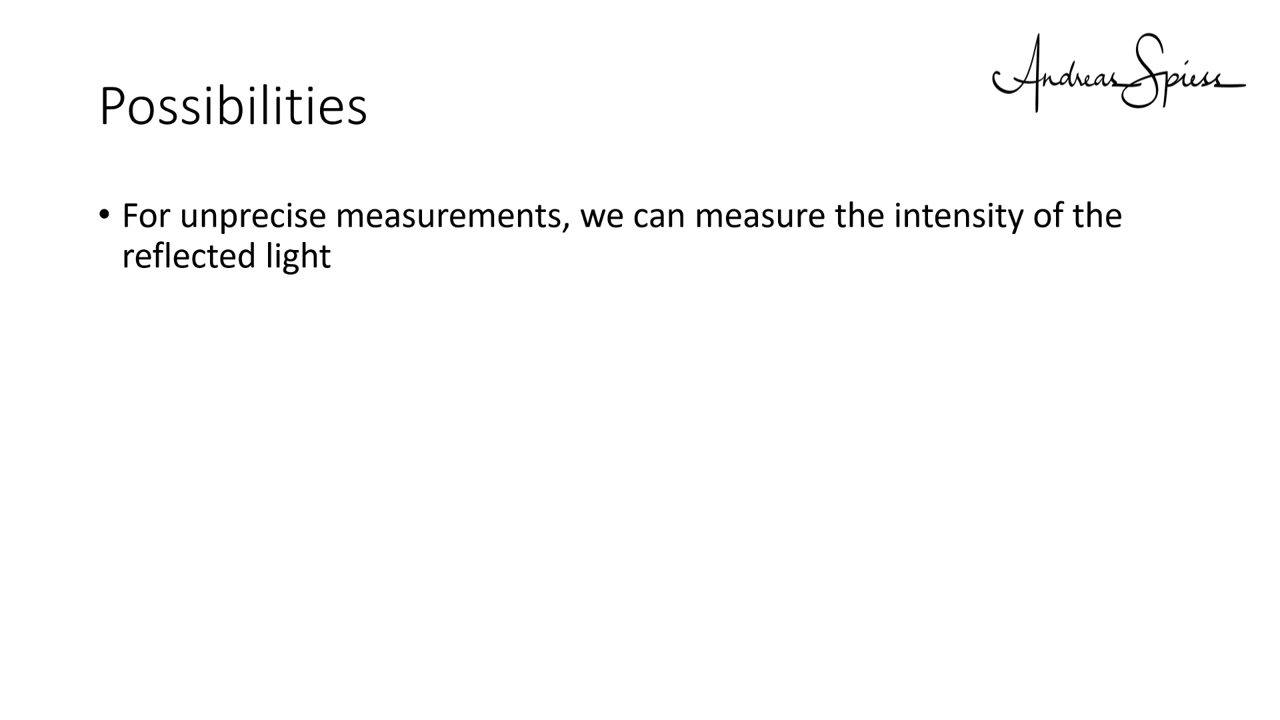 Andreas Spiess
Possibilities
• For unprecise measurements, we can measure the intensity of the
reflected light